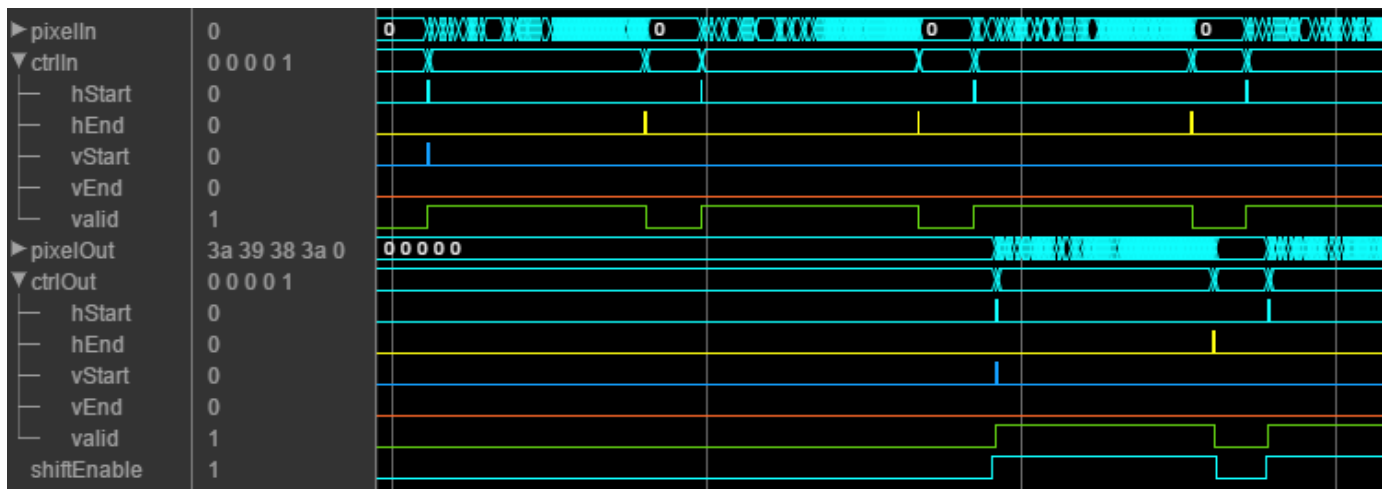 pixelIn 0 0 0 0 0
ctrlIn 0 0 0 0 1
hStart 0
hEnd 0
vStart 0
vEnd 0
valid 1
pixelOut 3a 39 38 3a 0 0 0 0 0 0
ctrlOut 0 0 0 0 1
hStart 0
hEnd 0
vStart 0
vEnd 0
valid 1
shiftEnable 1